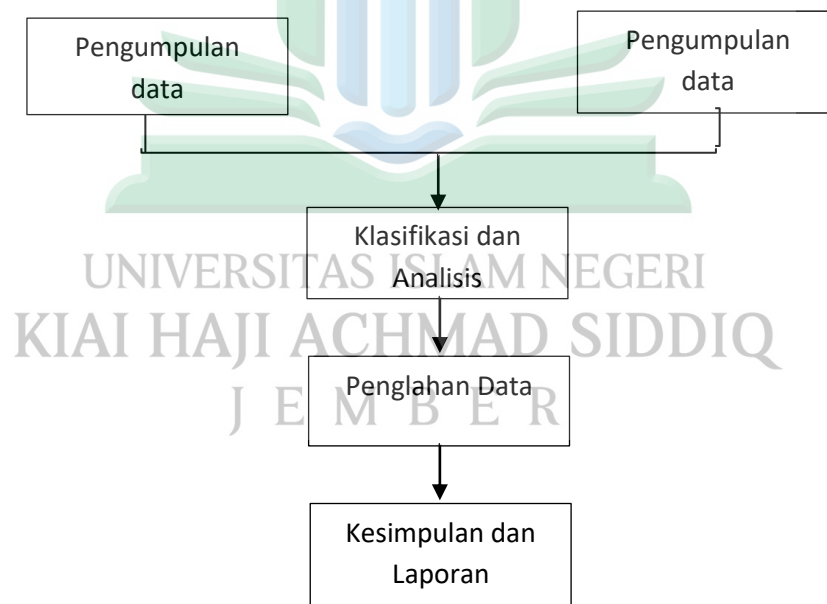 Pengumpulan
data
Pengumpulan
data
Klasifikasi dan
Analisis
UNIVERSITAS ISLAM NEGERI
KIAI HAJI ACHMAD SIDDIQ
JEMBER
Penglahan Data
Kesimpulan dan
Laporan